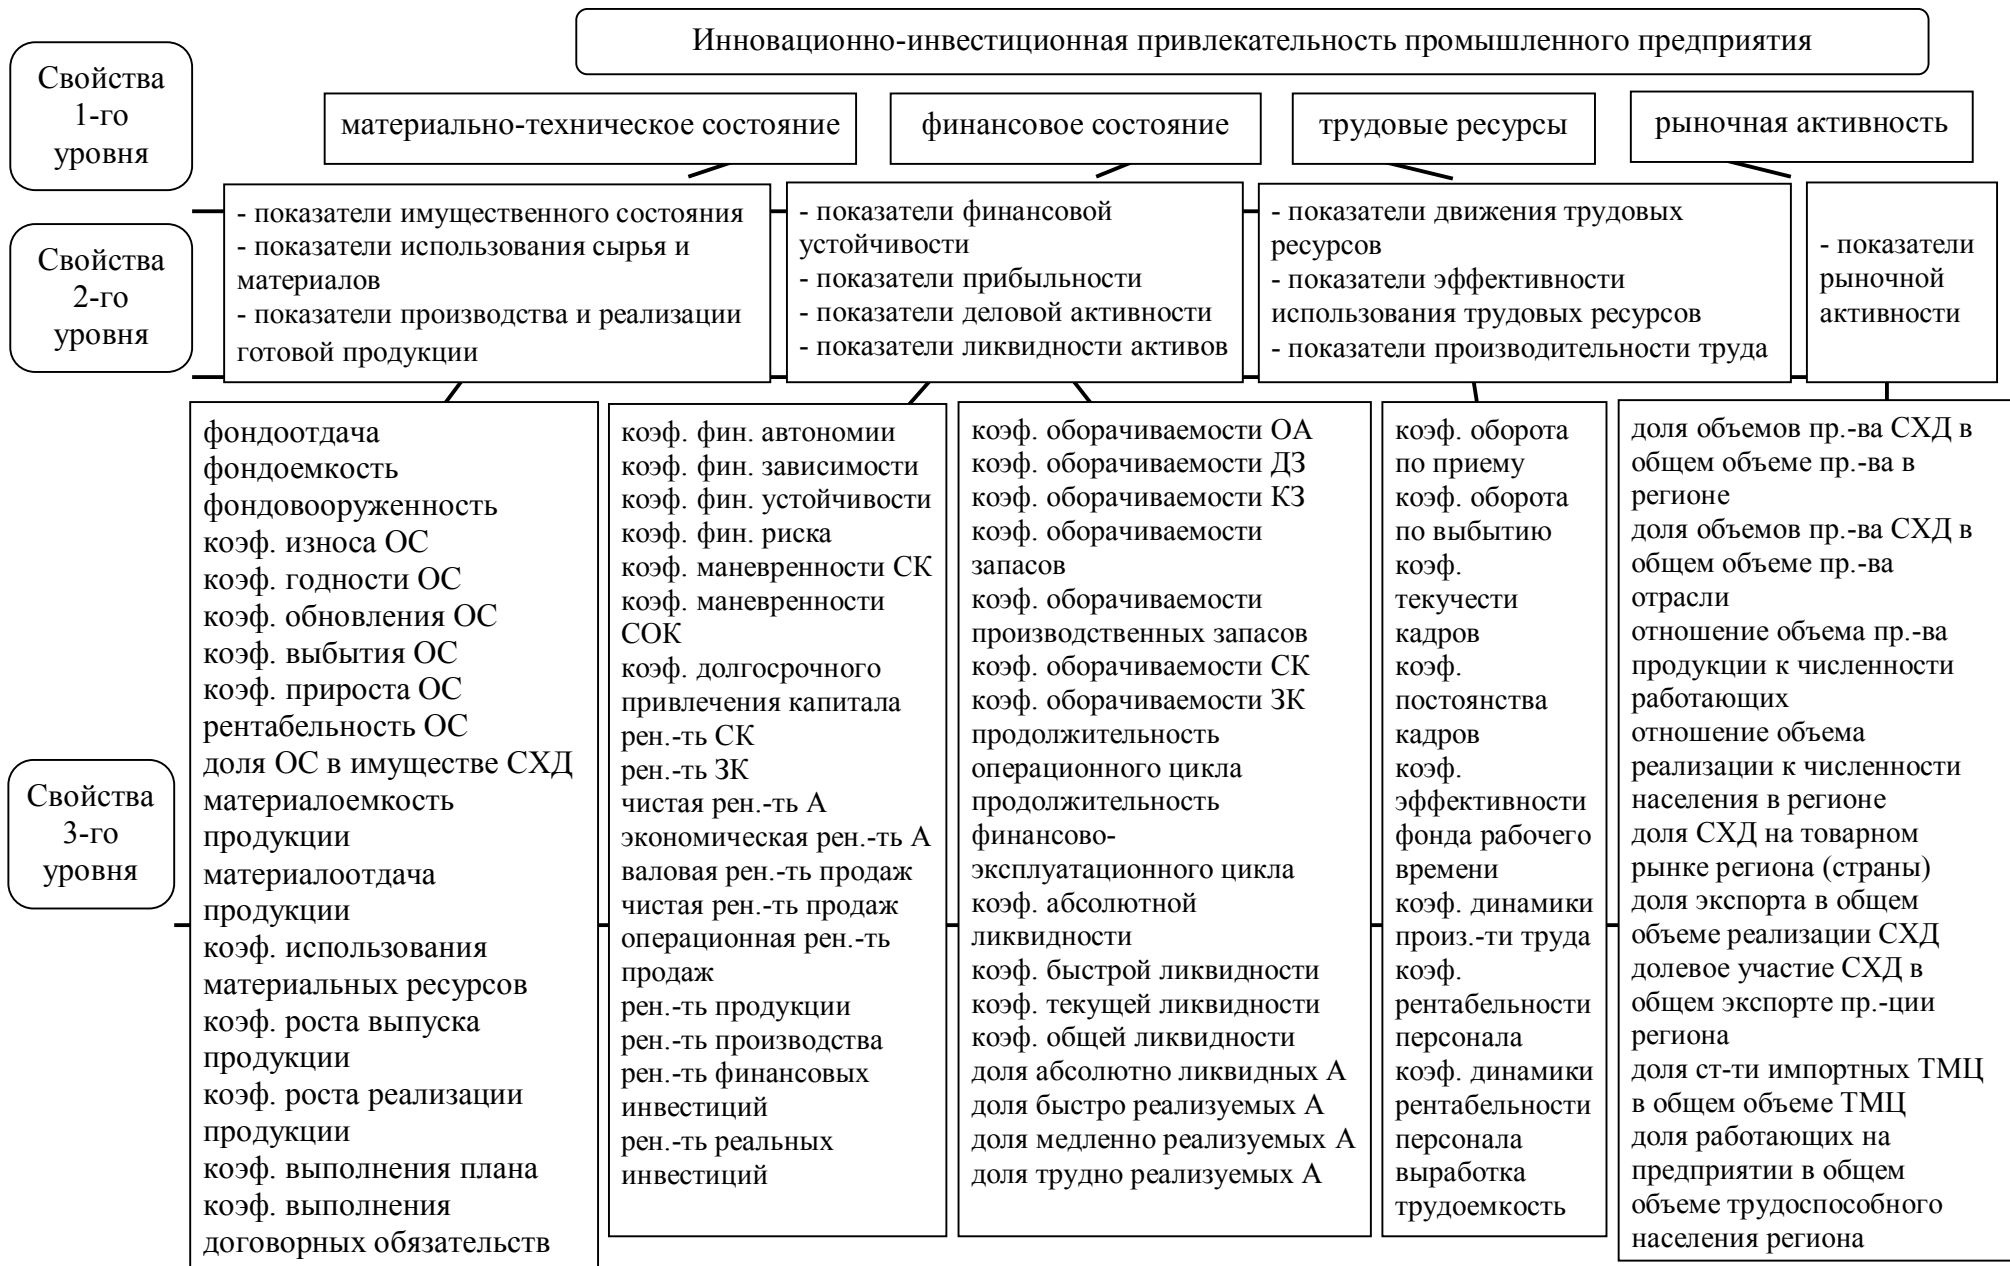 Инновационно-инвестиционная привлекательность промышленного предприятия
Свойства
1-го
уровня
материально-техническое состояние
финансовое состояние
трудовые ресурсы
рыночная активность
Свойства
2-го
уровня
- показатели имущественного состояния
- показатели использования сырья и
материалов
- показатели производства и реализации
готовой продукции
- показатели финансовой
устойчивости
- показатели прибыльности
- показатели деловой активности
- показатели ликвидности активов
- показатели движения трудовых
ресурсов
- показатели эффективности
использования трудовых ресурсов
- показатели производительности труда
- показатели
рыночной
активности
Свойства
3-го
уровня
фондоотдача
фондоемкость
фондовооруженность
коэф. износа ОС
коэф. годности ОС
коэф. обновления ОС
коэф. выбытия ОС
коэф. прироста ОС
рентабельность ОС
доля ОС в имуществе СХД
материалоемкость
продукции
материалоотдача
продукции
коэф. использования
материальных ресурсов
коэф. роста выпуска
продукции
коэф. роста реализации
продукции
коэф. выполнения плана
коэф. выполнения
договорных обязательств
коэф. фин. автономии
коэф. фин. зависимости
коэф. фин. устойчивости
коэф. фин. риска
коэф. маневренности СК
коэф. маневренности
СОК
коэф. долгосрочного
привлечения капитала
рен.-ть СК
рен.-ть ЗК
чистая рен.-ть А
экономическая рен.-ть А
валовая рен.-ть продаж
чистая рен.-ть продаж
операционная рен.-ть
продаж
рен.-ть продукции
рен.-ть производства
рен.-ть финансовых
инвестиций
рен.-ть реальных
инвестиций
коэф. оборачиваемости ОА
коэф. оборачиваемости ДЗ
коэф. оборачиваемости КЗ
коэф. оборачиваемости
запасов
коэф. оборачиваемости
производственных запасов
коэф. оборачиваемости СК
коэф. оборачиваемости ЗК
продолжительность
операционного цикла
продолжительность
финансово-
эксплуатационного цикла
коэф. абсолютной
ликвидности
коэф. быстрой ликвидности
коэф. текущей ликвидности
коэф. общей ликвидности
доля абсолютно ликвидных А
доля быстро реализуемых А
доля медленно реализуемых А
доля трудно реализуемых А
коэф. оборота
по приему
коэф. оборота
по выбытию
коэф.
текучести
кадров
коэф.
постоянства
кадров
коэф.
эффективности
фонда рабочего
времени
коэф. динамики
произ.-ти труда
коэф.
рентабельности
персонала
коэф. динамики
рентабельности
персонала
выработка
трудоемкость
доля объемов пр.-ва СХД в
общем объеме пр.-ва в
регионе
доля объемов пр.-ва СХД в
общем объеме пр.-ва
отрасли
отношение объема пр.-ва
продукции к численности
работающих
отношение объема
реализации к численности
населения в регионе
доля СХД на товарном
рынке региона (страны)
доля экспорта в общем
объеме реализации СХД
долевое участие СХД в
общем экспорте пр.-ции
региона
доля ст-ти импортных ТМЦ
в общем объеме ТМЦ
доля работающих на
предприятии в общем
объеме трудоспособного
населения региона